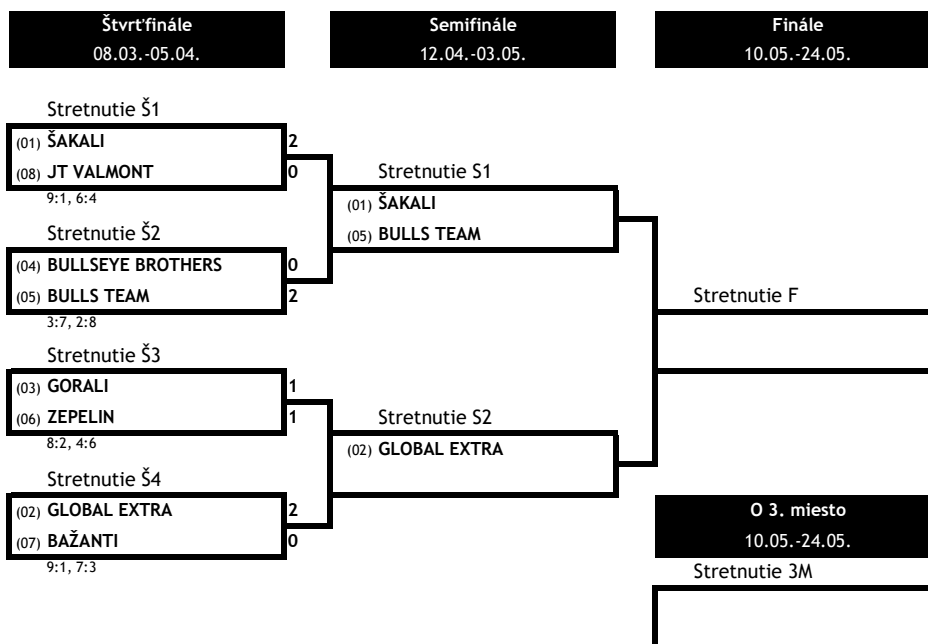 Štvrťfinále
08.03.-05.04.
Semifinále
12.04.-03.05.
Finále
10.05.-24.05.
Stretnutie Š1
(01) ŠAKALI 2
(08) JT VALMONT 0
9:1, 6:4
Stretnutie Š2
(04) BULLSEYE BROTHERS 0
(05) BULLS TEAM 2
3:7, 2:8
Stretnutie Š3
(03) GORALI 1
(06) ZEPELIN 1
8:2, 4:6
Stretnutie Š4
(02) GLOBAL EXTRA 2
(07) BAŽANTI 0
9:1, 7:3
Stretnutie S1
(01) ŠAKALI
(05) BULLS TEAM
Stretnutie S2
(02) GLOBAL EXTRA
Stretnutie F
O 3. miesto
10.05.-24.05.
Stretnutie 3M